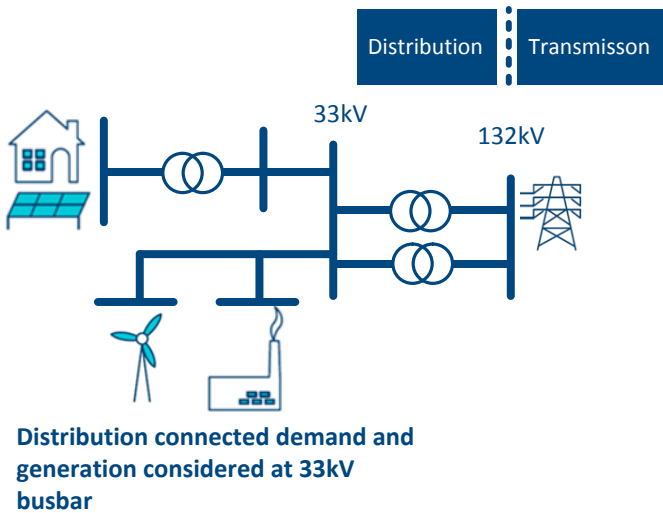 Distribution
Transmisson
33kV
132kV
Distribution connected demand and
generation considered at 33kV
busbar